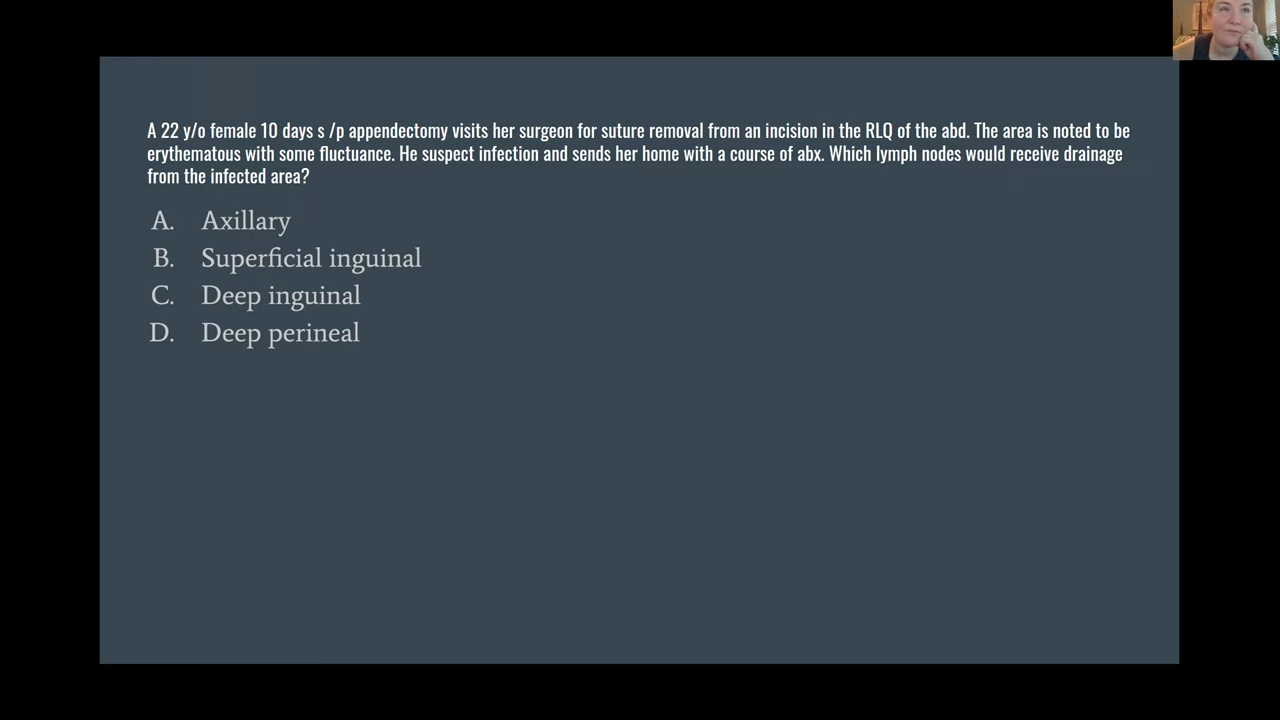 A 22 y/o female 10 days s /p appendectomy visits her surgeon for suture removal from an incision in the RLQ of the abd. The area is noted to be
erythematous with some fluctuance. He suspect infection and sends her home with a course of abx. Which lymph nodes would receive drainage
from the infected area?
A. Axillary
B. Superficial inguinal
C. Deep inguinal
D. Deep perineal